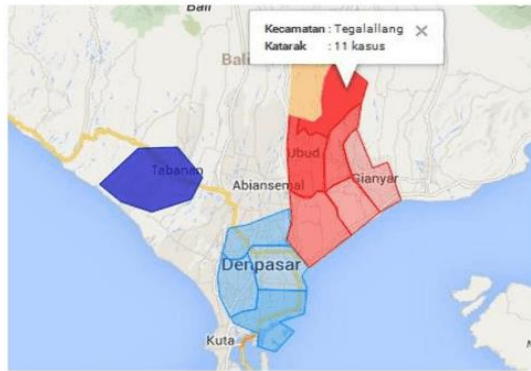 Bali
Kecamatan : Tegalallang
Katarak : 11 kasus
Bali
Ubud
Tabanan
Abiansemal
Gianyar
Denpasar
Kuta